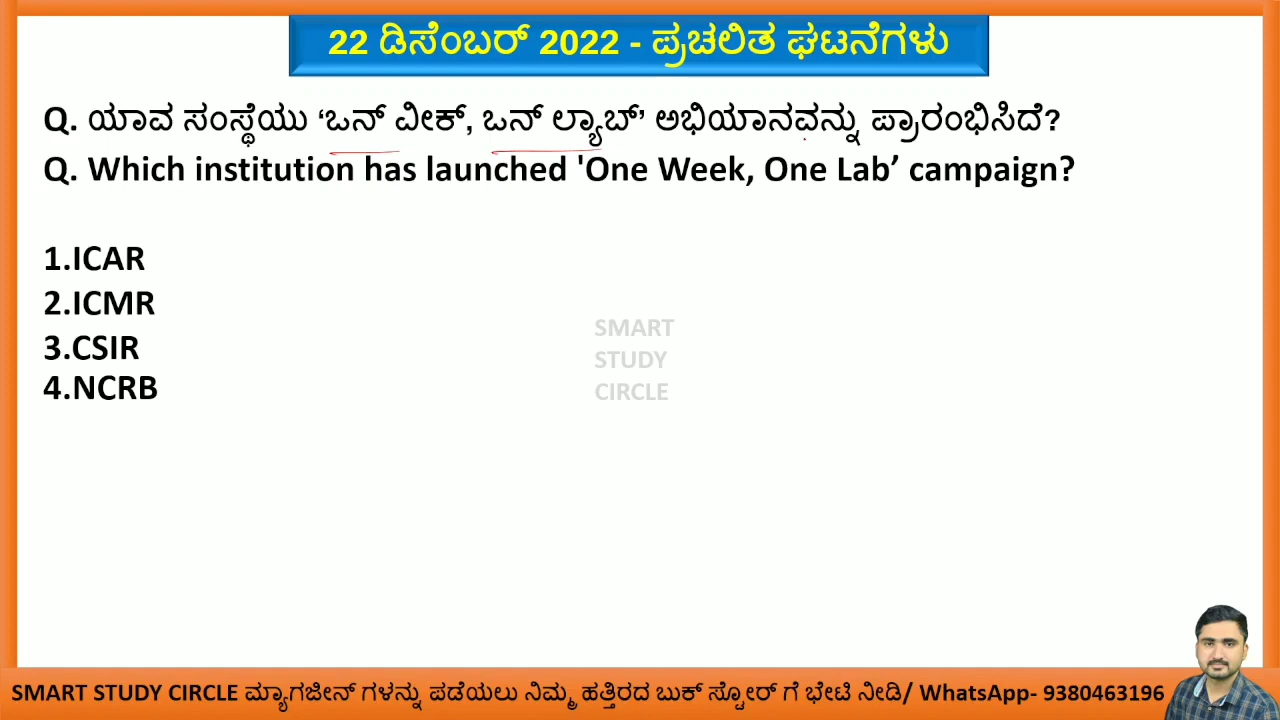 22 ಡಿಸೆಂಬರ್ 2022 - ಪ್ರಚಲಿತ ಘಟನೆಗಳು
Q. ಯಾವ ಸಂಸ್ಥೆಯು ‘ಒನ್ ವೀಕ್, ಒನ್ ಲ್ಯಾಬ್’ ಅಭಿಯಾನವನ್ನು ಪ್ರಾರಂಭಿಸಿದೆ?
Q. Which institution has launched 'One Week, One Lab’ campaign?
1.ICAR
2.ICMR
3.CSIR
4.NCRB
SMART
STUDY
CIRCLE
SMART STUDY CIRCLE ಮ್ಯಾಗಜೀನ್ ಗಳನ್ನು ಪಡೆಯಲು ನಿಮ್ಮ ಹತ್ತಿರದ ಬುಕ್ ಸ್ಟೋರ್ ಗೆ ಭೇಟಿ ನೀಡಿ/ WhatsApp- 9380463196